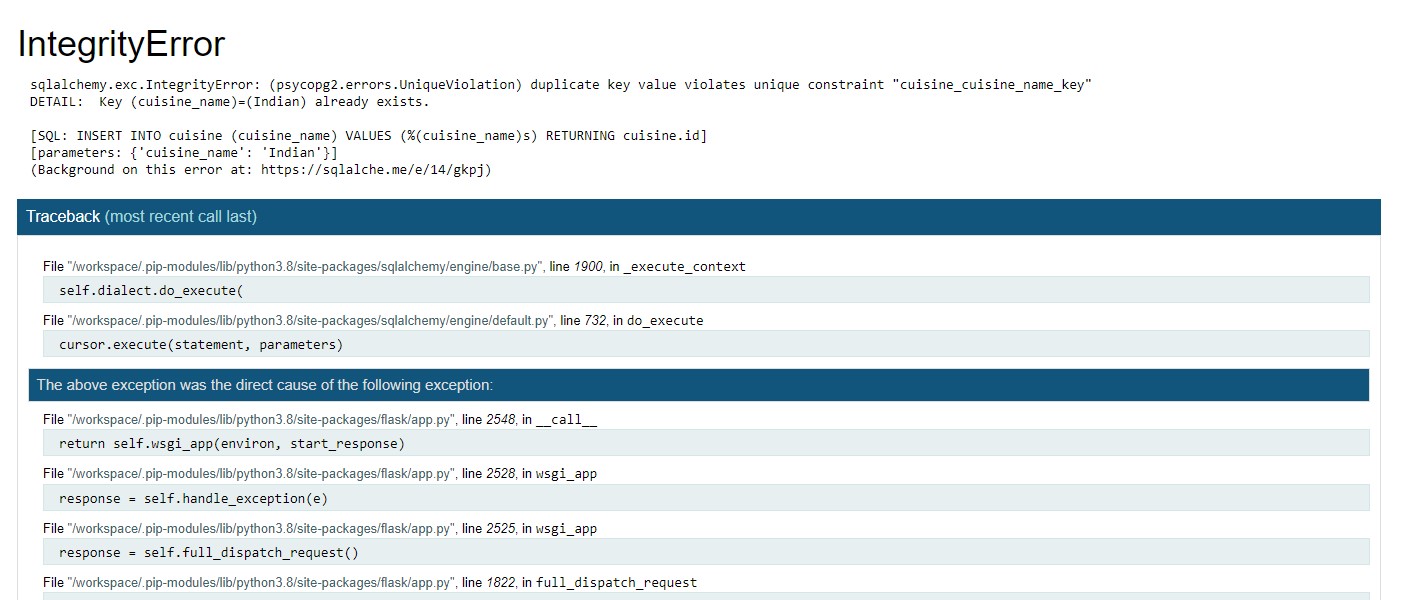 IntegrityError
sqlalchemy.exc.IntegrityError: (psycopg2.errors.UniqueViolation) duplicate key value violates unique constraint "cuisine_cuisine_name_key"
DETAIL:  Key (cuisine_name)=(Indian) already exists.
[SQL: INSERT INTO cuisine (cuisine_name) VALUES (%(cuisine_name)s) RETURNING cuisine.id]
[parameters: {'cuisine_name': 'Indian'}]
(Background on this error at: https://sqlalche.me/e/14/gkpj)
Traceback (most recent call last)
File "/workspace/.pip-modules/lib/python3.8/site-packages/sqlalchemy/engine/base.py", line 1900, in _execute_context
self.dialect.do_execute(
File "/workspace/.pip-modules/lib/python3.8/site-packages/sqlalchemy/engine/default.py", line 732, in do_execute
cursor.execute(statement, parameters)
The above exception was the direct cause of the following exception:
File "/workspace/.pip-modules/lib/python3.8/site-packages/flask/app.py", line 2548, in __call__
return self.wsgi_app(environ, start_response)
File "/workspace/.pip-modules/lib/python3.8/site-packages/flask/app.py", line 2528, in wsgi_app
response = self.handle_exception(e)
File "/workspace/.pip-modules/lib/python3.8/site-packages/flask/app.py", line 2525, in wsgi_app
response = self.full_dispatch_request()
File "/workspace/.pip-modules/lib/python3.8/site-packages/flask/app.py", line 1822, in full_dispatch_request